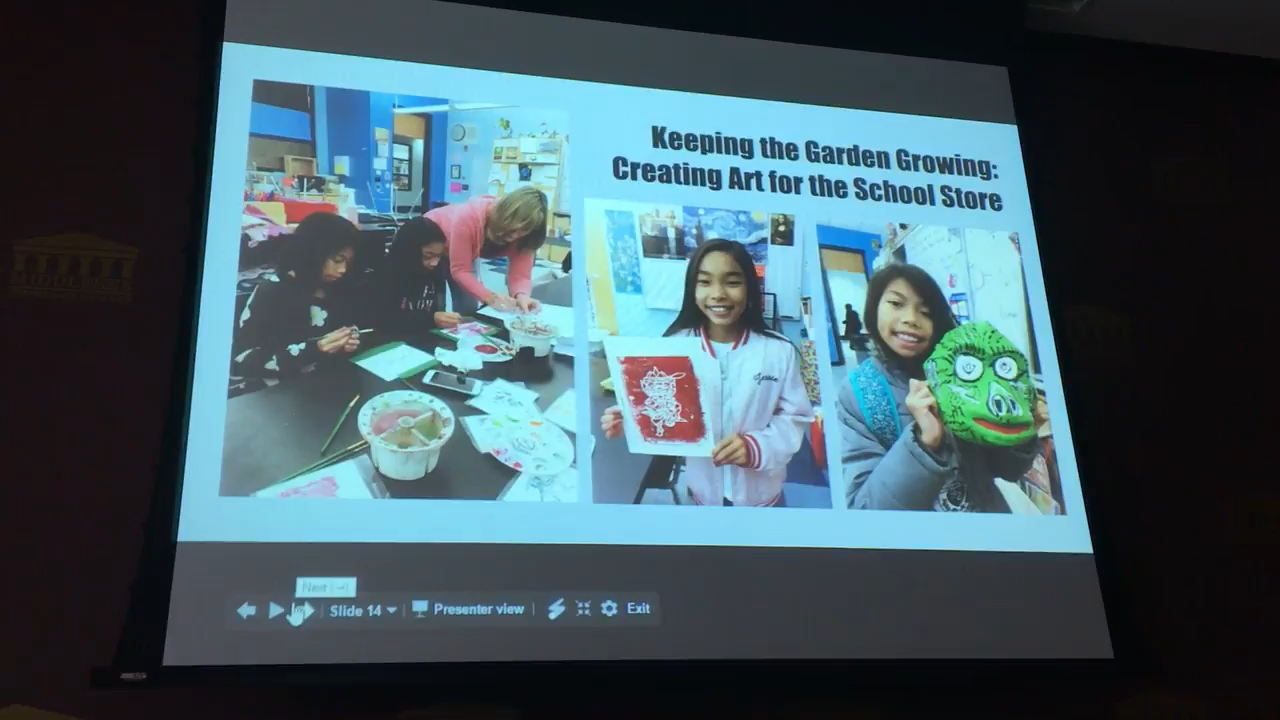 Keeping the Garden Growing:
Creating Art for the School Store
Next (→)
Slide 14
Presenter view
Exit